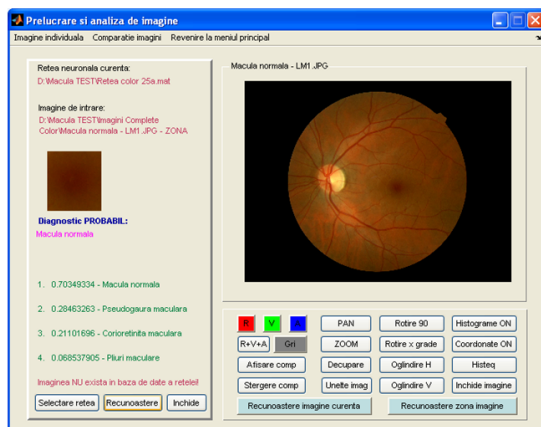 Prelucrare si analiza de imagine
Imagine individuala Comparatie imagini Revenire la meniul principal
Retea neuronala curenta:
D:\Macula TEST\Retea color 25a.mat
Imagine de intrare:
D:\Macula TEST\Imagini Complete
Color\Macula normala - LM1.JPG - ZONA
Diagnostic PROBABIL:
Macula normala
1. 0.70349334 - Macula normala
2. 0.28463263 - Pseudogaura maculara
3. 0.21101696 - Corioretinita maculara
4. 0.068537905 - Pliuri maculare
Imaginea NU exista in baza de date a retelei!
Selectare retea Recunoastere Inchide
Macula normala - LM1.JPG
R V A PAN Rotire 90 Histograme ON
R+V+A Gri ZOOM Rotire x grade Coordonate ON
Afisare comp Decupare Oglindire H Histeq
Stergere comp Unelte imag Oglindire V Inchide imagine
Recunoastere imagine curenta Recunoastere zona imagine